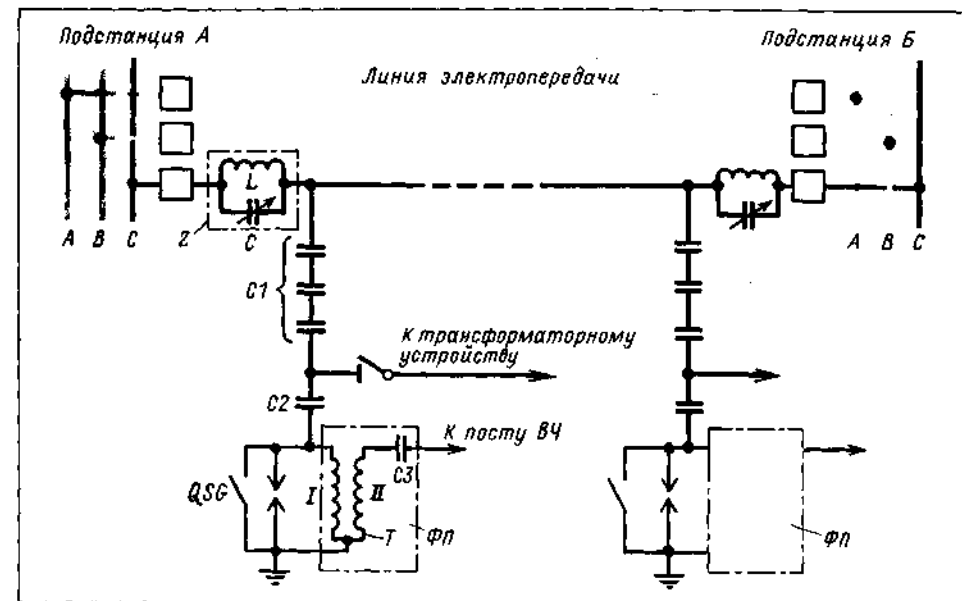 Подстанция А
Подстанция Б
Линия электропередачи
L
A B C
Z
C
A B C
C1
К трансформаторному
устройству
C2
К посту ВЧ
C3
QSG
I
II
T
ФП
ФП